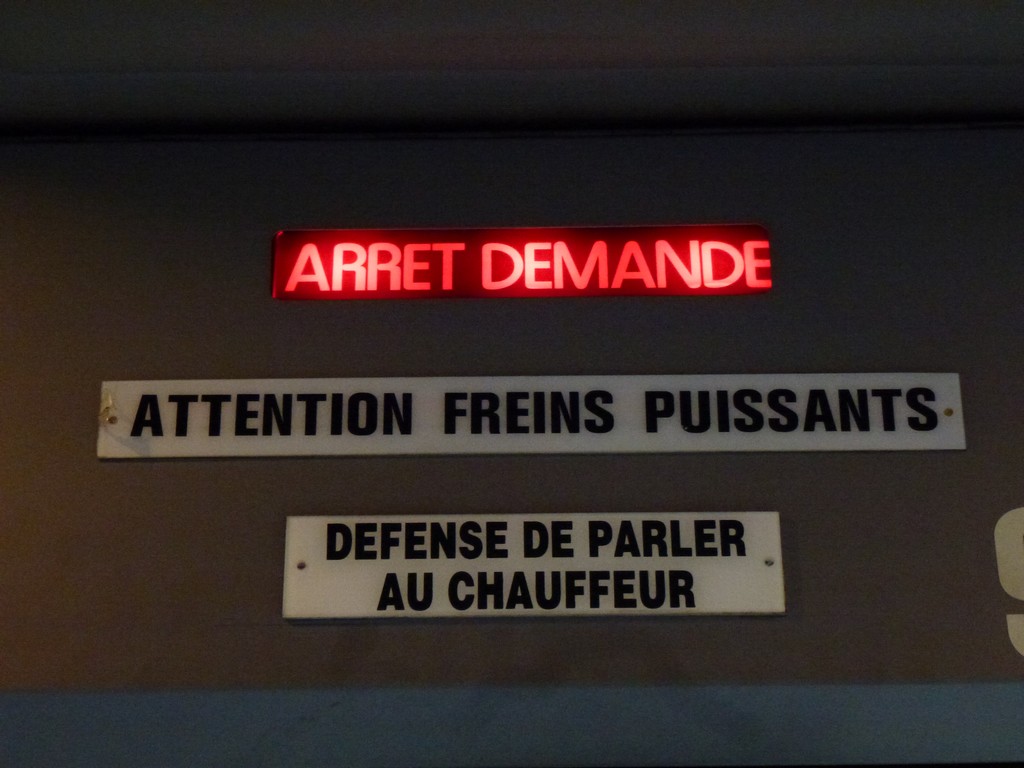 ARRET DEMANDE
ATTENTION FREINS PUISSANTS
DEFENSE DE PARLER
AU CHAUFFEUR